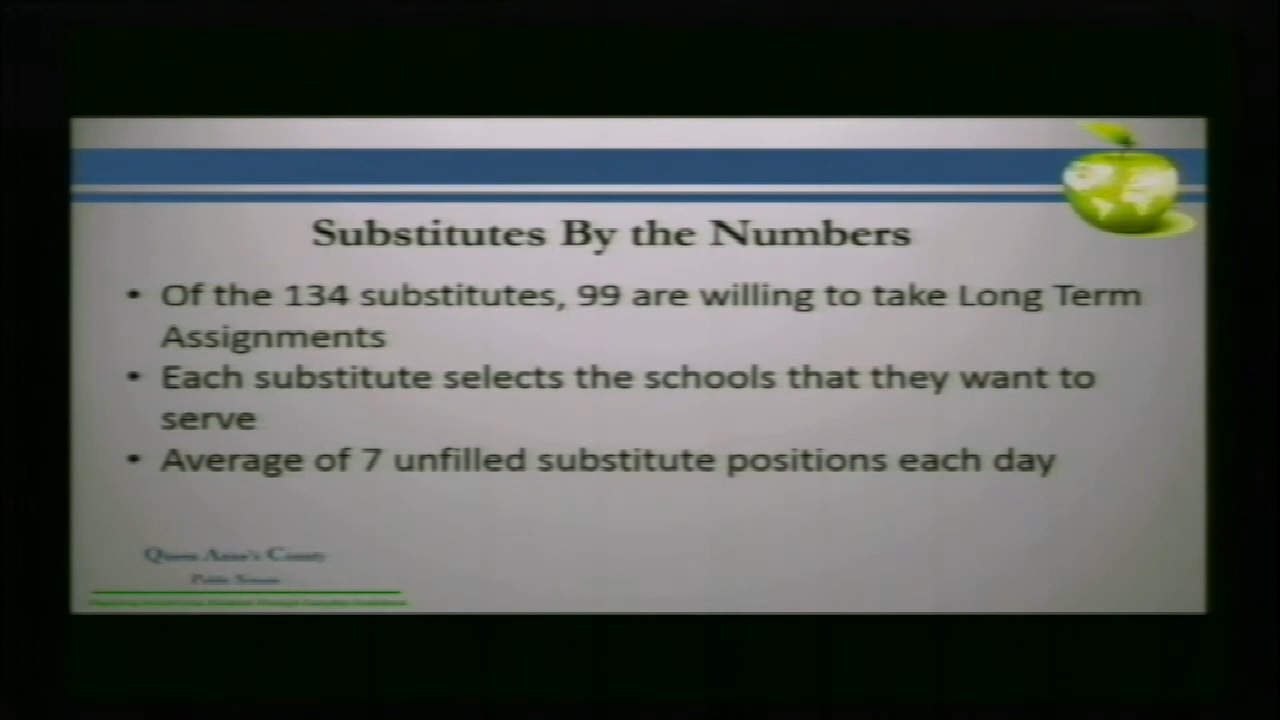 Substitutes By the Numbers
• Of the 134 substitutes, 99 are willing to take Long Term
Assignments
• Each substitute selects the schools that they want to
serve
• Average of 7 unfilled substitute positions each day
Queen Anne's County
Public Schools